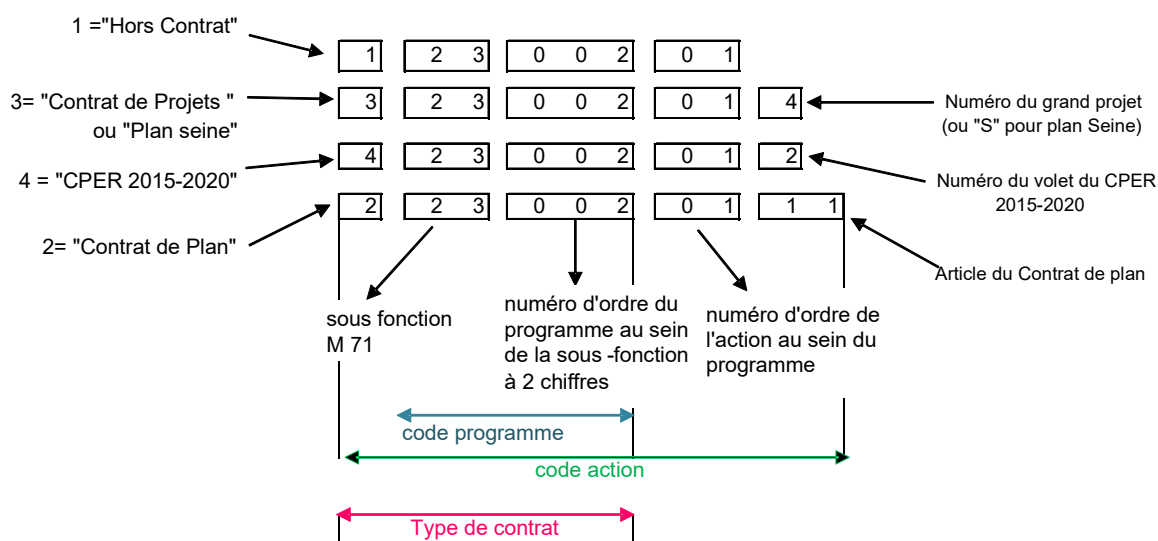 1 ="Hors Contrat"
1 2 3 0 0 2 0 1
3= "Contrat de Projets "
ou "Plan seine"
3 2 3 0 0 2 0 1 4
Numéro du grand projet
(ou "S" pour plan Seine)
4 = "CPER 2015-2020"
4 2 3 0 0 2 0 1 2
Numéro du volet du CPER
2015-2020
2= "Contrat de Plan"
2 2 3 0 0 2 0 1 1 1
Article du Contrat de plan
sous fonction
M 71
numéro d'ordre du
programme au sein
de la sous -fonction
à 2 chiffres
numéro d'ordre de
l'action au sein du
programme
code programme
code action
Type de contrat